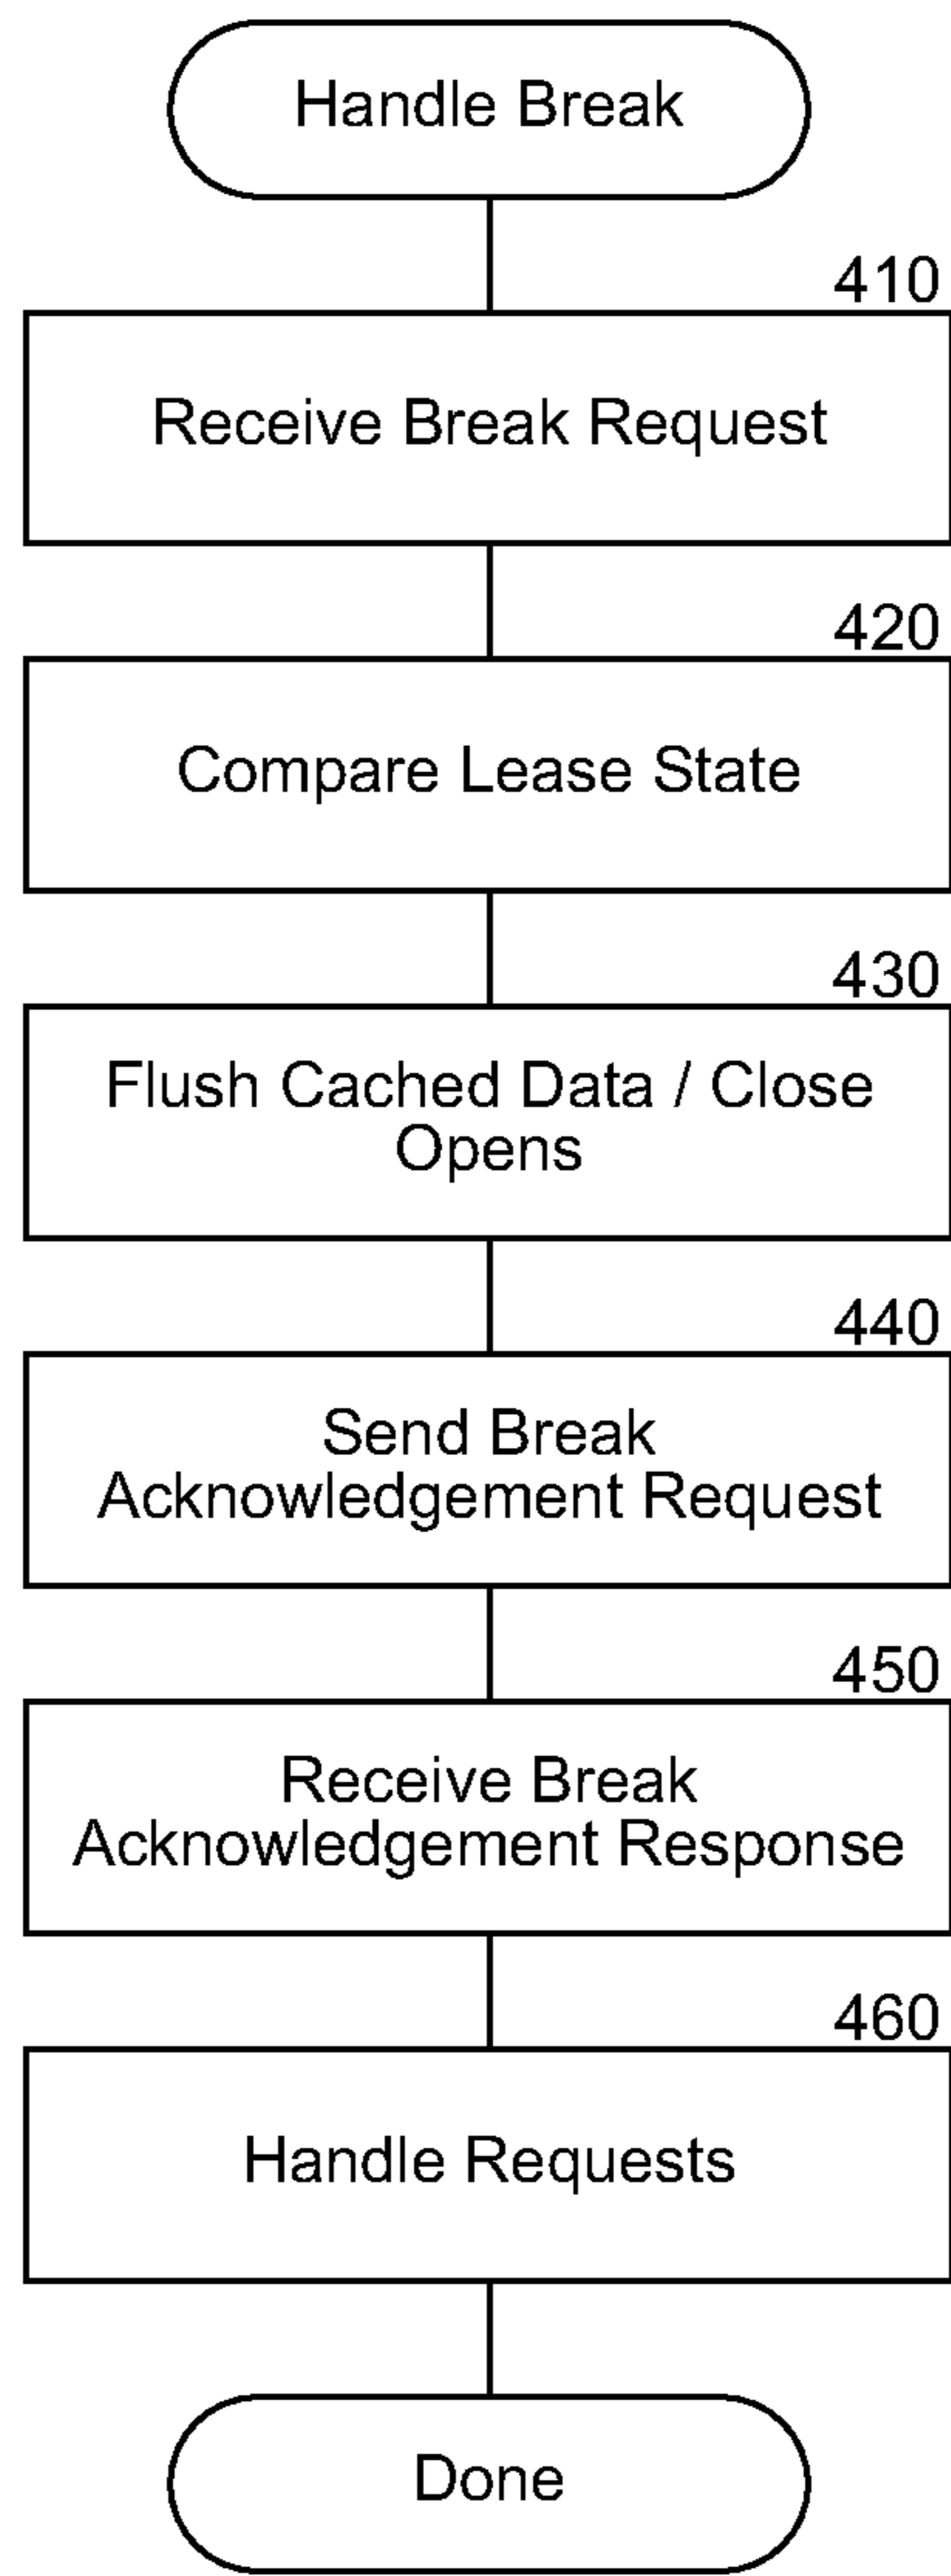 Handle Break
410
Receive Break Request
420
Compare Lease State
430
Flush Cached Data / Close
Opens
440
Send Break
Acknowledgement Request
450
Receive Break
Acknowledgement Response
460
Handle Requests
Done